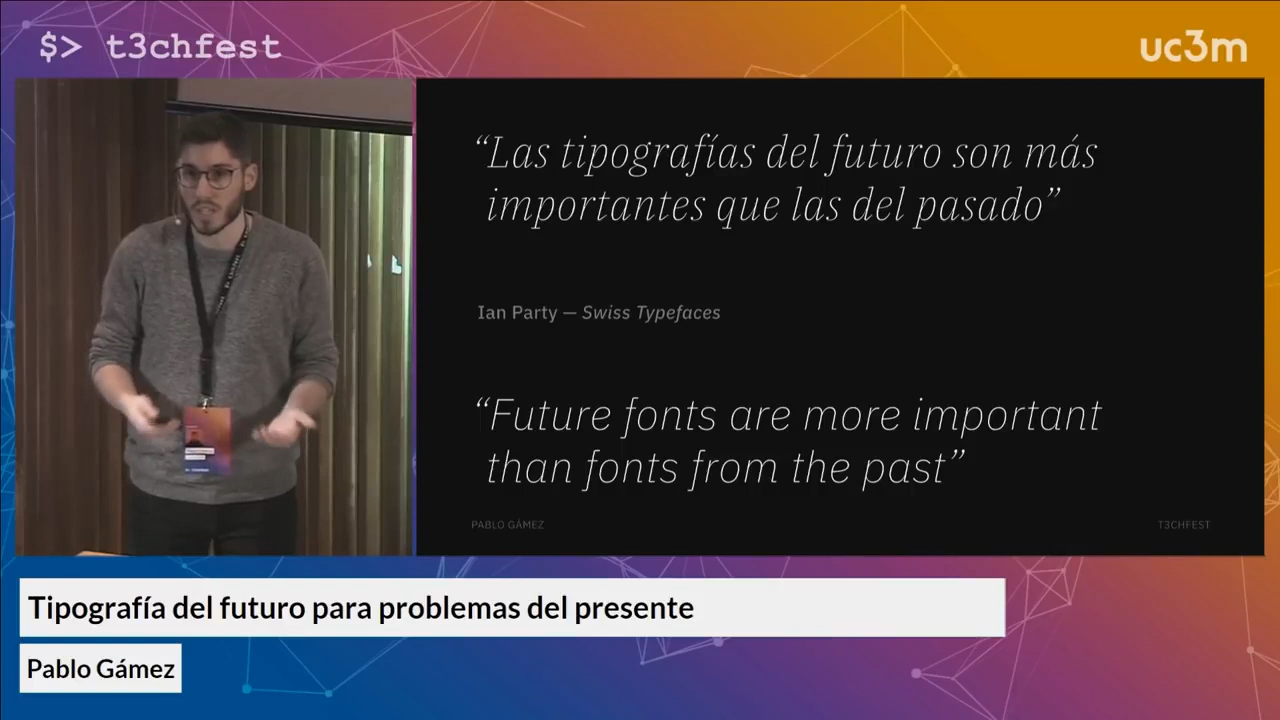 $> t3chfest
uc3m
“Las tipografías del futuro son más
importantes que las del pasado”
Ian Party — Swiss Typefaces
“Future fonts are more important
than fonts from the past”
PABLO GÁMEZ
T3CHFEST
Tipografía del futuro para problemas del presente
Pablo Gámez